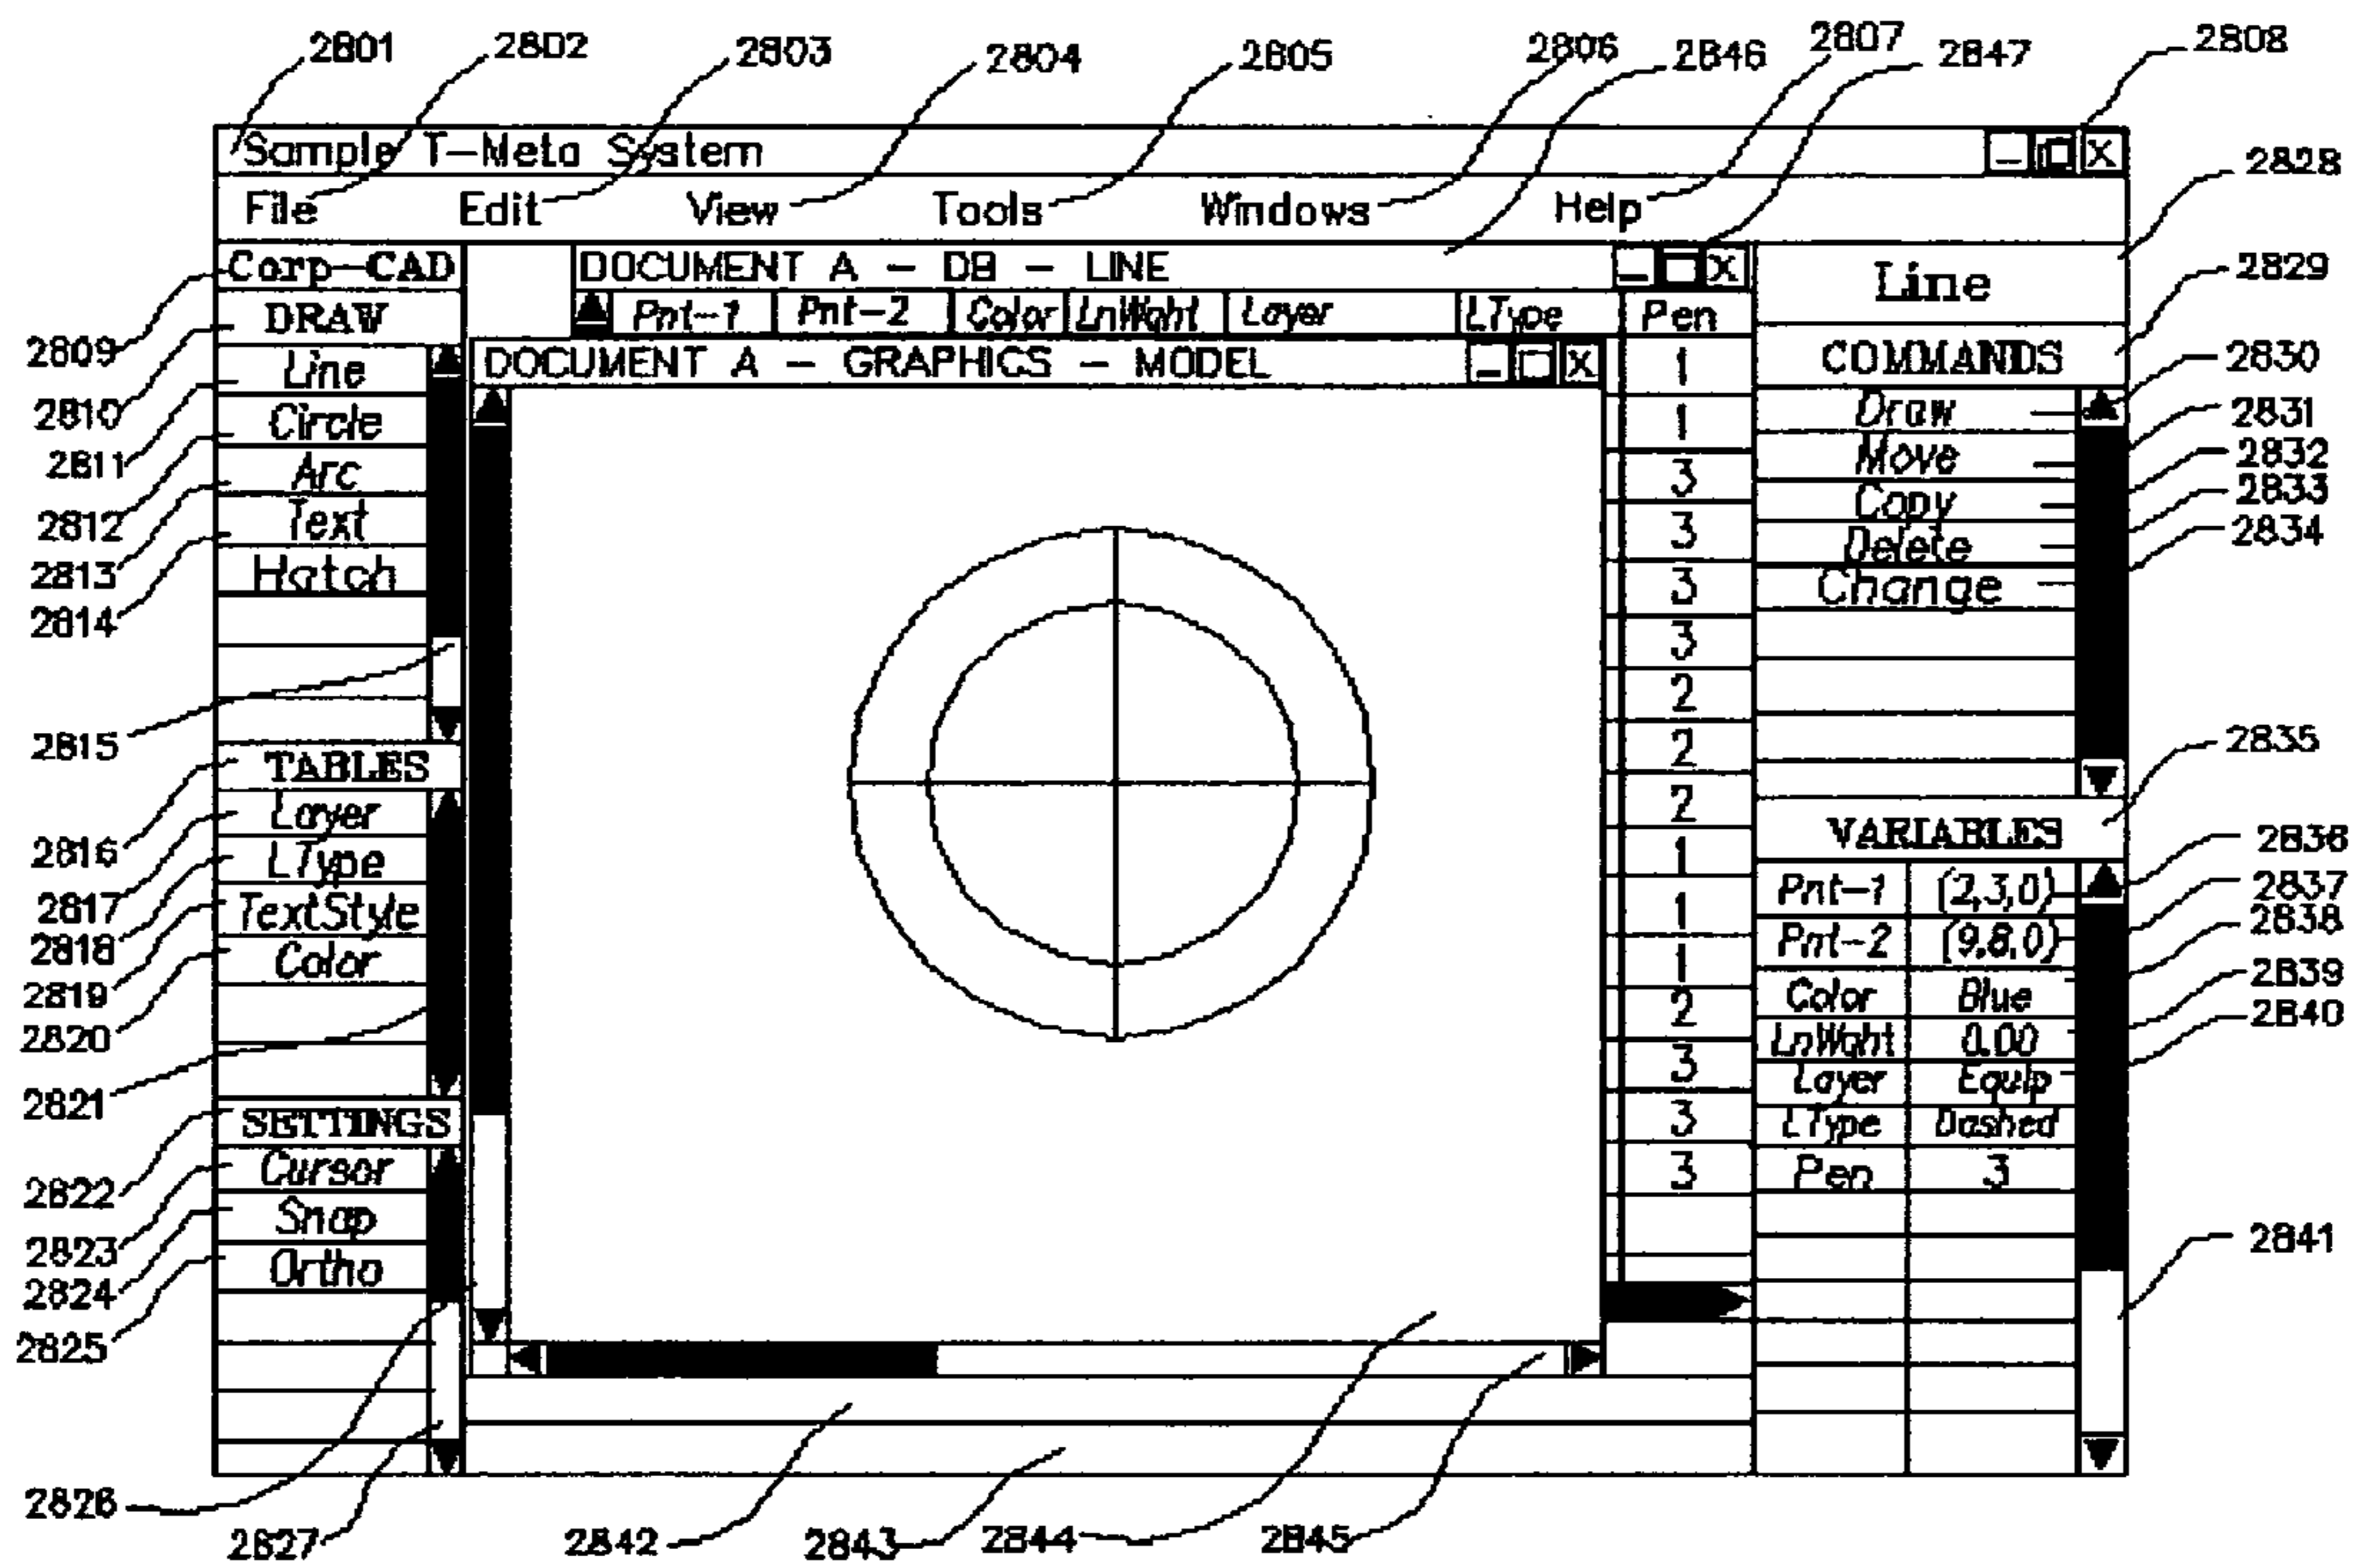 2801 2802 2803 2804 2805 2806 2846 2807 2847 2808
Sample T-Meta System
File Edit View Tools Windows Help
2828
Corp-CAD
DRAW
Line
Circle
Arc
Text
Hatch
TABLES
Layer
LType
TextStyle
Color
SETTINGS
Cursor
Snap
Ortho
2809
2810
2811
2812
2813
2814
2815
2816
2817
2818
2819
2820
2821
2822
2823
2824
2825
2826
2827
DOCUMENT A - DB - LINE
Pnt-1 Pnt-2 Color LnWght Layer LType Pen
DOCUMENT A - GRAPHICS - MODEL
1
1
3
3
3
3
2
2
2
1
1
1
2
3
3
3
Line
COMMANDS
Draw
Move
Copy
Delete
Change
VARIABLES
Pnt-1 (2,3,0)
Pnt-2 (9,8,0)
Color Blue
LnWght 0.00
Layer Equip
LType Dashed
Pen 3
2829
2830
2831
2832
2833
2834
2835
2836
2837
2838
2839
2840
2841
2842 2843 2844 2845